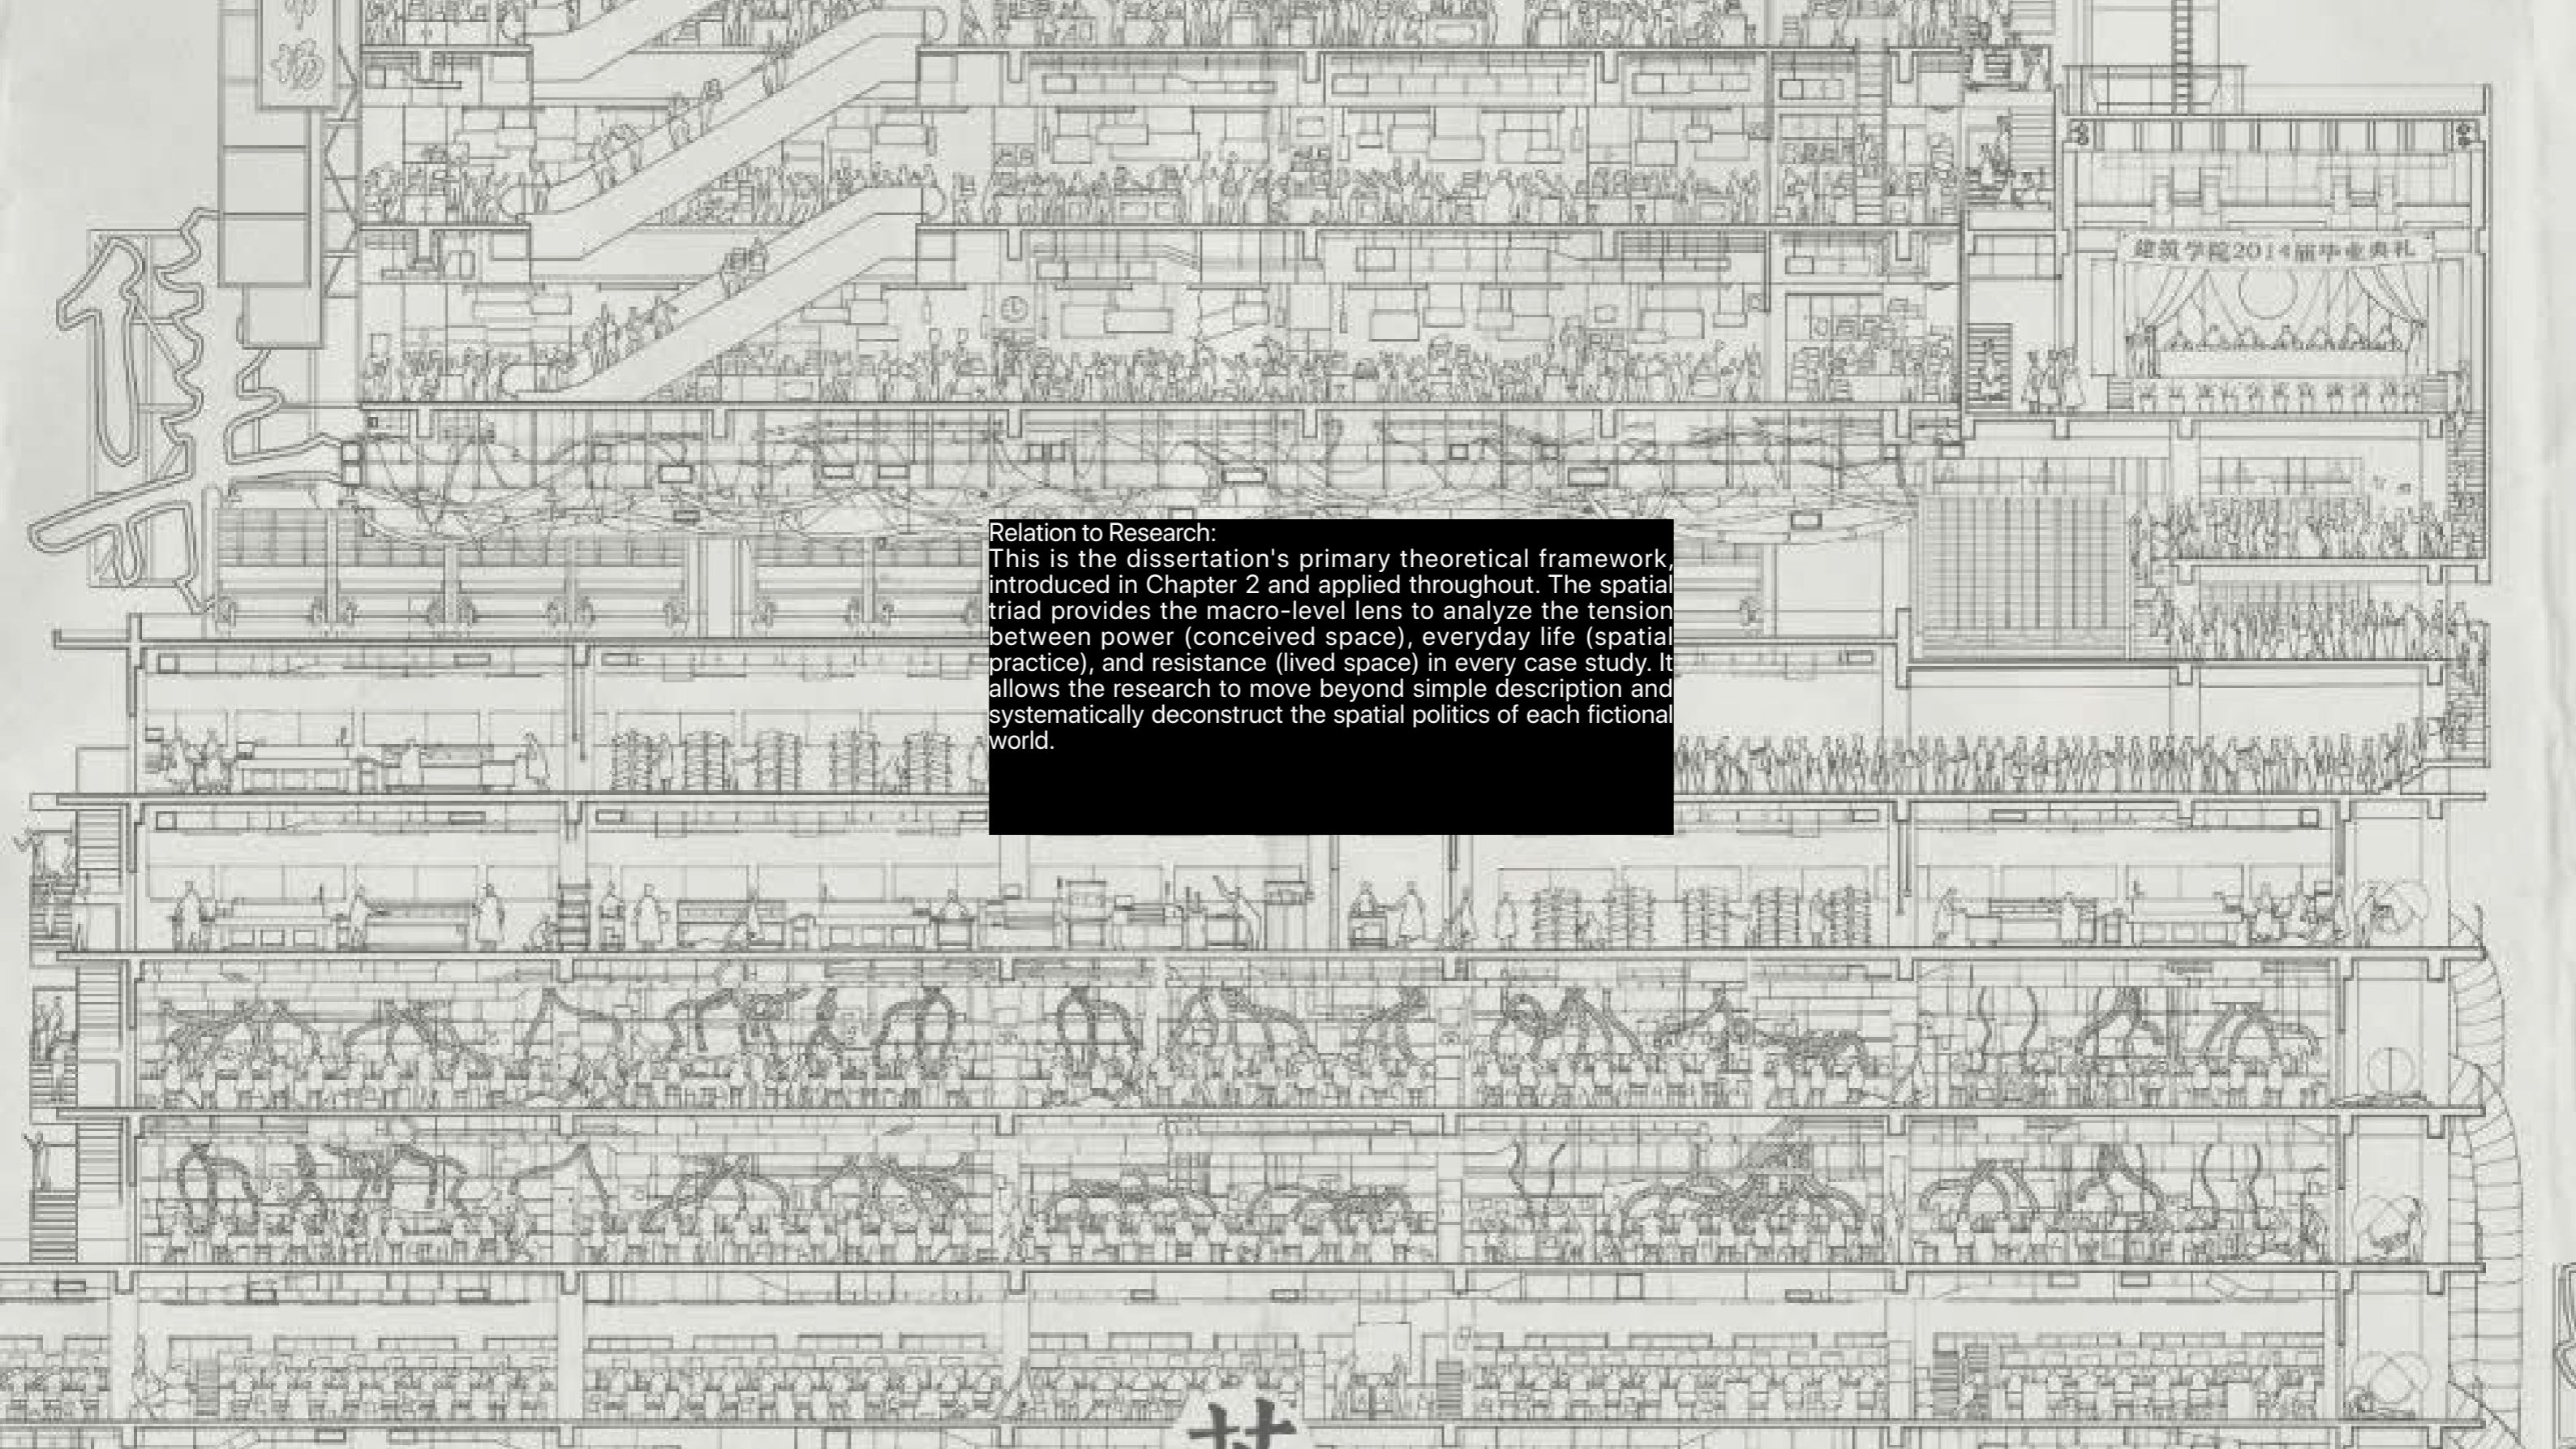 市
场
建筑学院2014届毕业典礼
Relation to Research:
This is the dissertation's primary theoretical framework,
introduced in Chapter 2 and applied throughout. The spatial
triad provides the macro-level lens to analyze the tension
between power (conceived space), everyday life (spatial
practice), and resistance (lived space) in every case study. It
allows the research to move beyond simple description and
systematically deconstruct the spatial politics of each fictional
world.